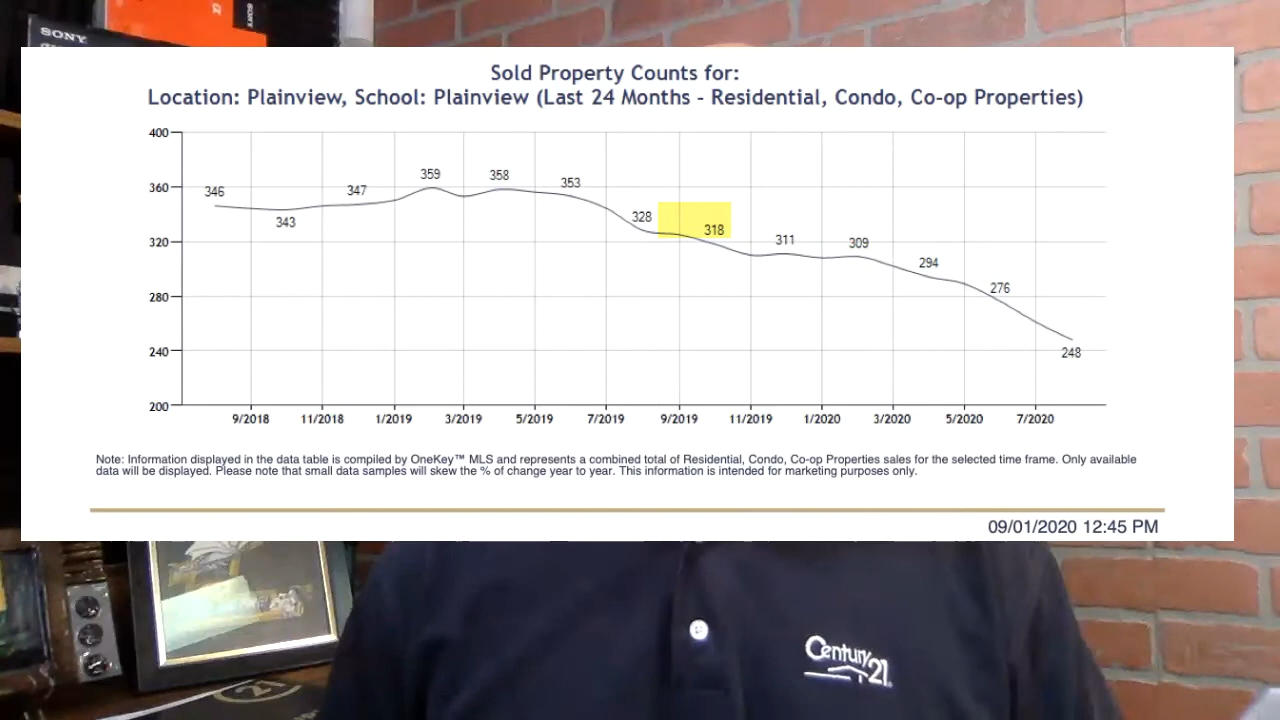 SONY
SONY
α
Sold Property Counts for:
Location: Plainview, School: Plainview (Last 24 Months - Residential, Condo, Co-op Properties)
400
360
320
280
240
200
346
343
347
359
358
353
328
318
311
309
294
276
248
9/2018 11/2018 1/2019 3/2019 5/2019 7/2019 9/2019 11/2019 1/2020 3/2020 5/2020 7/2020
Note: Information displayed in the data table is compiled by OneKey™ MLS and represents a combined total of Residential, Condo, Co-op Properties sales for the selected time frame. Only available
data will be displayed. Please note that small data samples will skew the % of change year to year. This information is intended for marketing purposes only.
09/01/2020 12:45 PM
Century
21
21